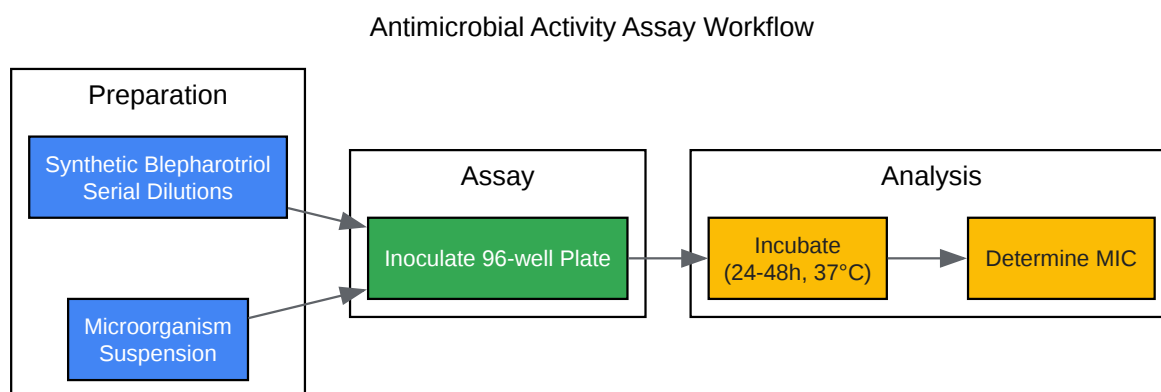 Antimicrobial Activity Assay Workflow
Preparation
Synthetic Blepharotriol
Serial Dilutions
Microorganism
Suspension
Assay
Inoculate 96-well Plate
Analysis
Incubate
(24-48h, 37°C)
Determine MIC